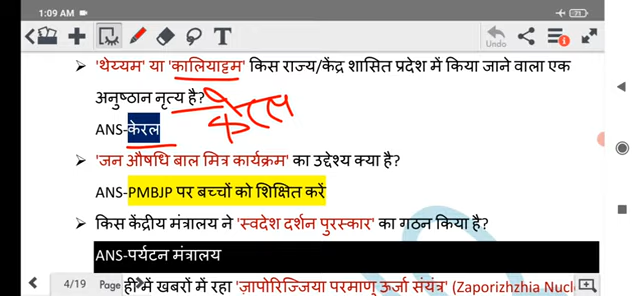 1:09 AM
35
Undo
'थेय्यम' या 'कालियाट्टम' किस राज्य/केंद्र शासित प्रदेश में किया जाने वाला एक
अनुष्ठान नृत्य है?
केरल
ANS-केरल
'जन औषधि बाल मित्र कार्यक्रम' का उद्देश्य क्या है?
ANS-PMBJP पर बच्चों को शिक्षित करें
किस केंद्रीय मंत्रालय ने 'स्वदेश दर्शन पुरस्कार' का गठन किया है?
ANS-पर्यटन मंत्रालय
4/19 ही में खबरों में रहा 'ज़ापोरिज्जिया परमाणु ऊर्जा संयंत्र' (Zaporizhzhia Nucl